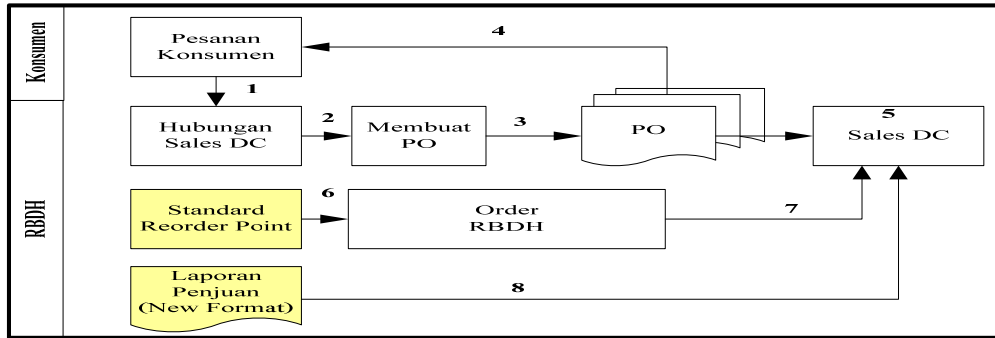 Konsumen
Pesanan
Konsumen
4
1
RBDH
Hubungan
Sales DC
2
Membuat
PO
3
PO
5
Sales DC
Standard
Reorder Point
6
Order
RBDH
7
Laporan
Penjuan
(New Format)
8